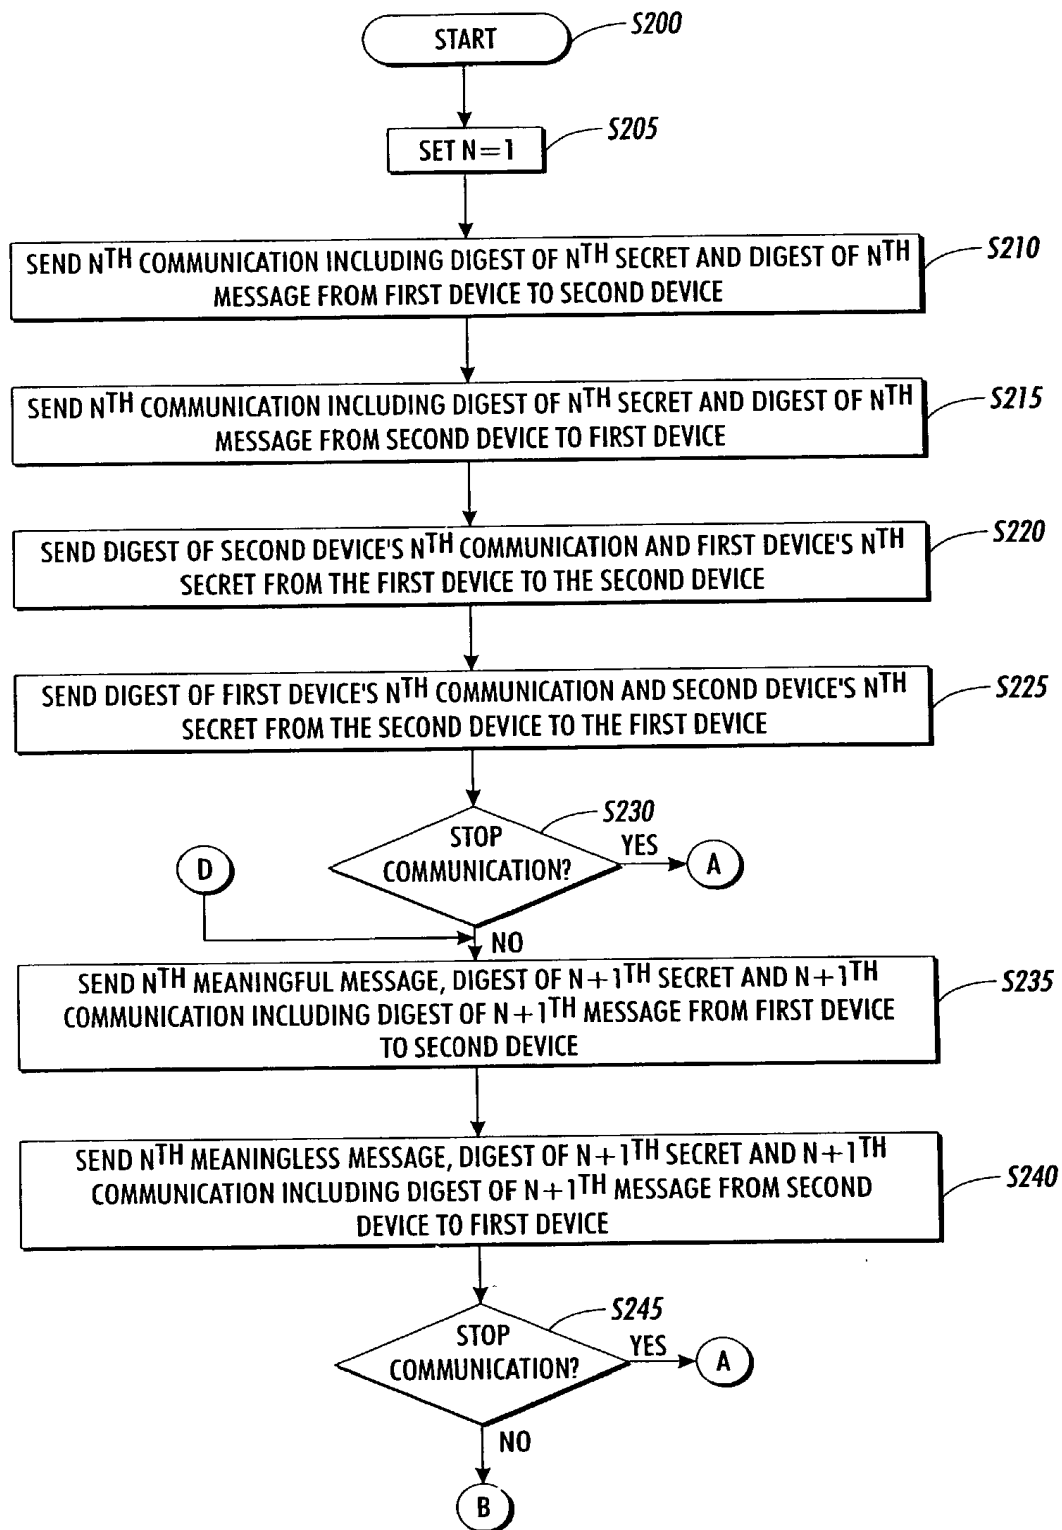 START
S200
SET N=1
S205
SEND NTH COMMUNICATION INCLUDING DIGEST OF NTH SECRET AND DIGEST OF NTH
MESSAGE FROM FIRST DEVICE TO SECOND DEVICE
S210
SEND NTH COMMUNICATION INCLUDING DIGEST OF NTH SECRET AND DIGEST OF NTH
MESSAGE FROM SECOND DEVICE TO FIRST DEVICE
S215
SEND DIGEST OF SECOND DEVICE'S NTH COMMUNICATION AND FIRST DEVICE'S NTH
SECRET FROM THE FIRST DEVICE TO THE SECOND DEVICE
S220
SEND DIGEST OF FIRST DEVICE'S NTH COMMUNICATION AND SECOND DEVICE'S NTH
SECRET FROM THE SECOND DEVICE TO THE FIRST DEVICE
S225
STOP
COMMUNICATION?
S230
YES
A
D
NO
SEND NTH MEANINGFUL MESSAGE, DIGEST OF N+1TH SECRET AND N+1TH
COMMUNICATION INCLUDING DIGEST OF N+1TH MESSAGE FROM FIRST DEVICE
TO SECOND DEVICE
S235
SEND NTH MEANINGLESS MESSAGE, DIGEST OF N+1TH SECRET AND N+1TH
COMMUNICATION INCLUDING DIGEST OF N+1TH MESSAGE FROM SECOND
DEVICE TO FIRST DEVICE
S240
STOP
COMMUNICATION?
S245
YES
A
NO
B